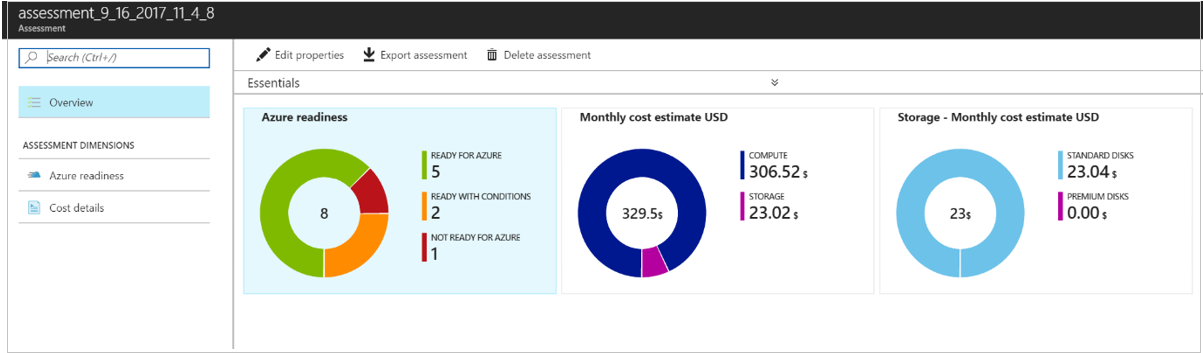 assessment_9_16_2017_11_4_8
Assessment
Search (Ctrl+/)
Edit properties
Export assessment
Delete assessment
Essentials
Overview
ASSESSMENT DIMENSIONS
Azure readiness
Cost details
Azure readiness
8
READY FOR AZURE
5
READY WITH CONDITIONS
2
NOT READY FOR AZURE
1
Monthly cost estimate USD
329.5$
COMPUTE
306.52 $
STORAGE
23.02 $
Storage - Monthly cost estimate USD
23$
STANDARD DISKS
23.04 $
PREMIUM DISKS
0.00 $